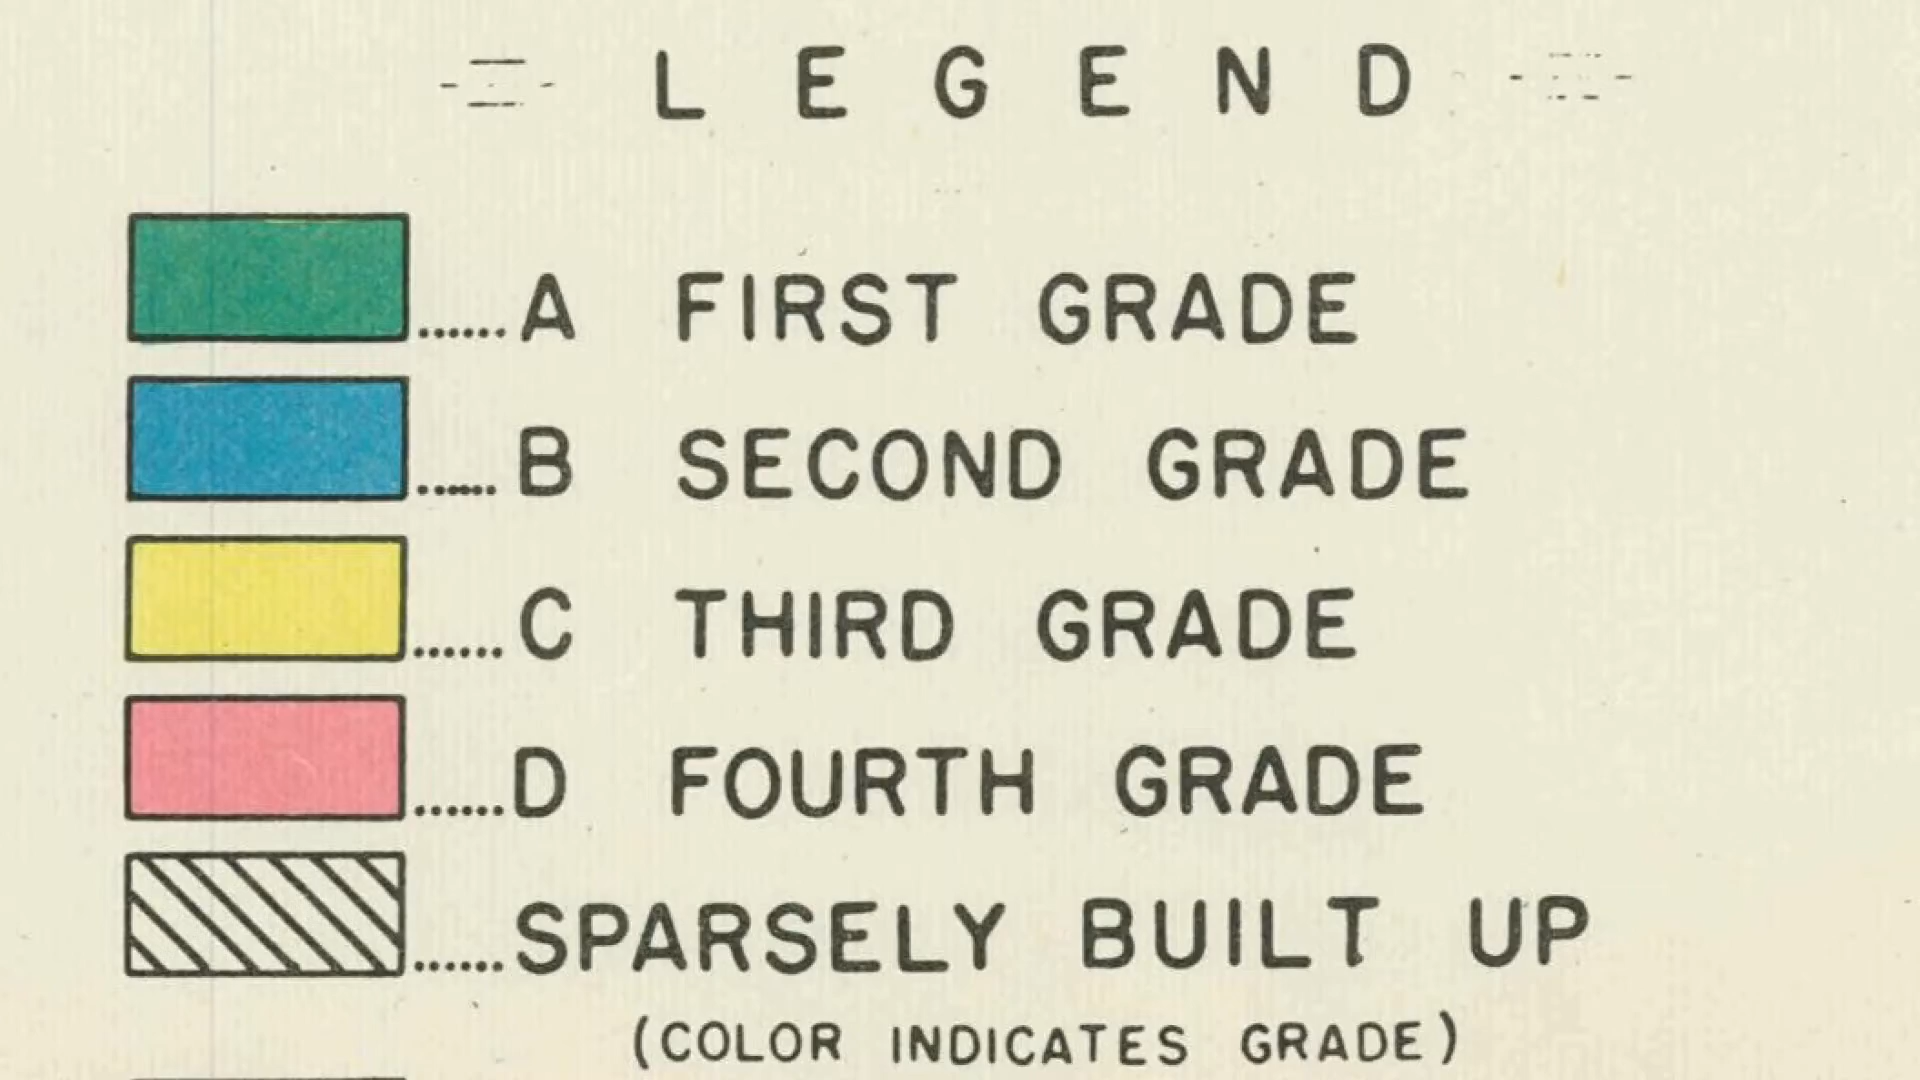 LEGEND
A FIRST GRADE
B SECOND GRADE
C THIRD GRADE
D FOURTH GRADE
SPARSELY BUILT UP
(COLOR INDICATES GRADE)